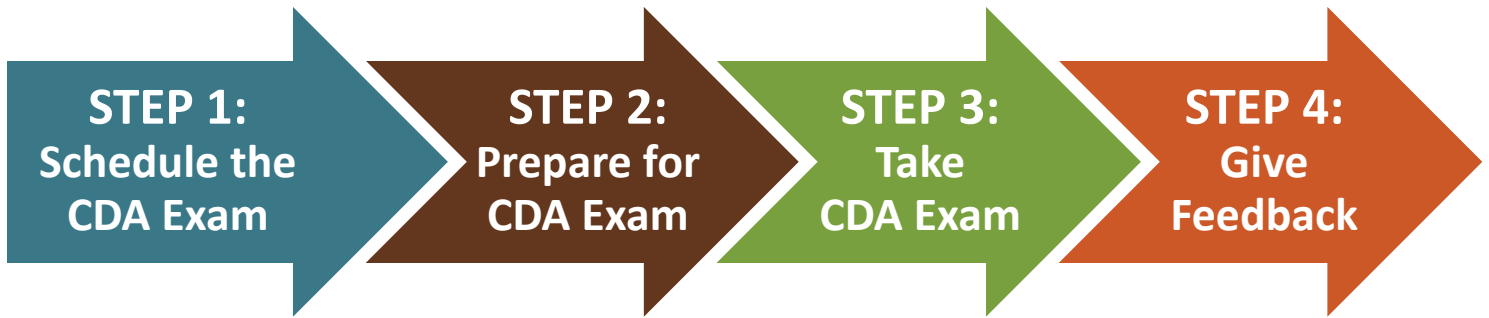 STEP 1:
Schedule the
CDA Exam
STEP 2:
Prepare for
CDA Exam
STEP 3:
Take
CDA Exam
STEP 4:
Give
Feedback